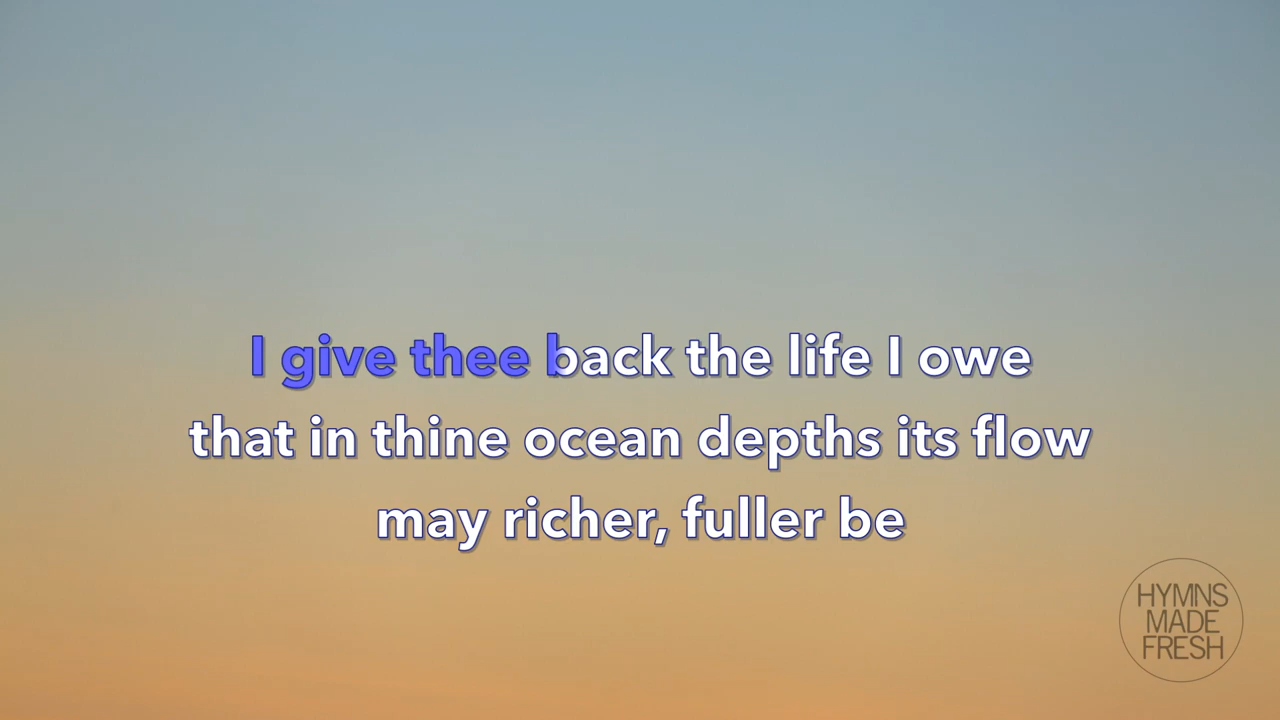 I give thee back the life I owe
that in thine ocean depths its flow
may richer, fuller be
HYMNS
MADE
FRESH